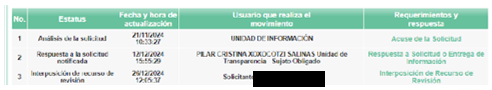 No. Estatus Fecha y hora de actualización Usuario que realiza el movimiento Requerimientos y respuesta
1 Análisis de la solicitud 21/11/2024 10:33:27 UNIDAD DE INFORMACIÓN Acuse de la Solicitud
2 Respuesta a la solicitud notificada 12/12/2024 15:55:29 PILAR CRISTINA XOXOCOTZI SALINAS Unidad de Transparencia - Sujeto Obligado Respuesta a Solicitud o Entrega de Información
3 Interposición de recurso de revisión 20/12/2024 12:05:37 Solicitante Interposición de Recurso de Revisión